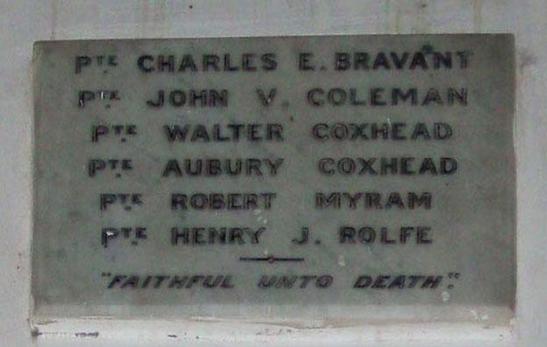 PTE CHARLES E. BRAVANT
PTE JOHN V. COLEMAN
PTE WALTER COXHEAD
PTE AUBURY COXHEAD
PTE ROBERT MYRAM
PTE HENRY J. ROLFE
"FAITHFUL UNTO DEATH".